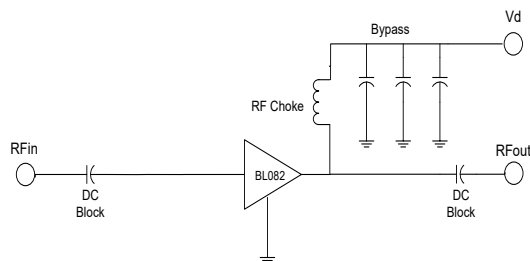 Vd
Bypass
RF Choke
RFin
RFout
BL082
DC
Block
DC
Block